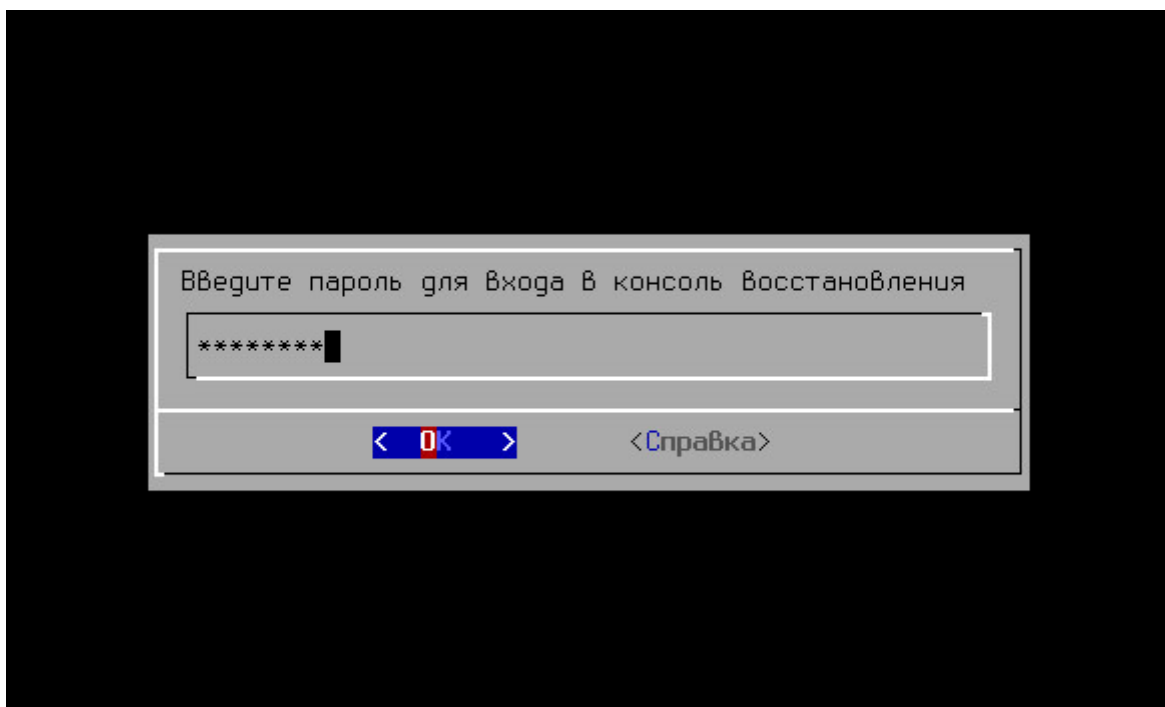 Введите пароль для входа в консоль восстановления
********
< OK > <Справка>